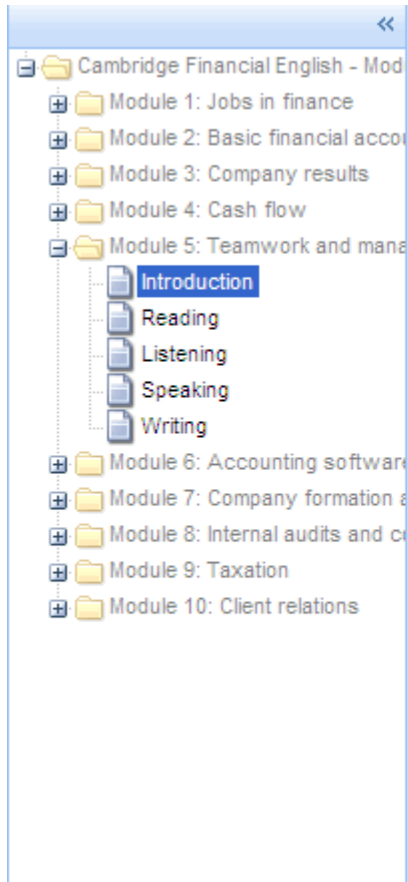 Cambridge Financial English - Mod
Module 1: Jobs in finance
Module 2: Basic financial accou
Module 3: Company results
Module 4: Cash flow
Module 5: Teamwork and mana
Introduction
Reading
Listening
Speaking
Writing
Module 6: Accounting software
Module 7: Company formation a
Module 8: Internal audits and co
Module 9: Taxation
Module 10: Client relations